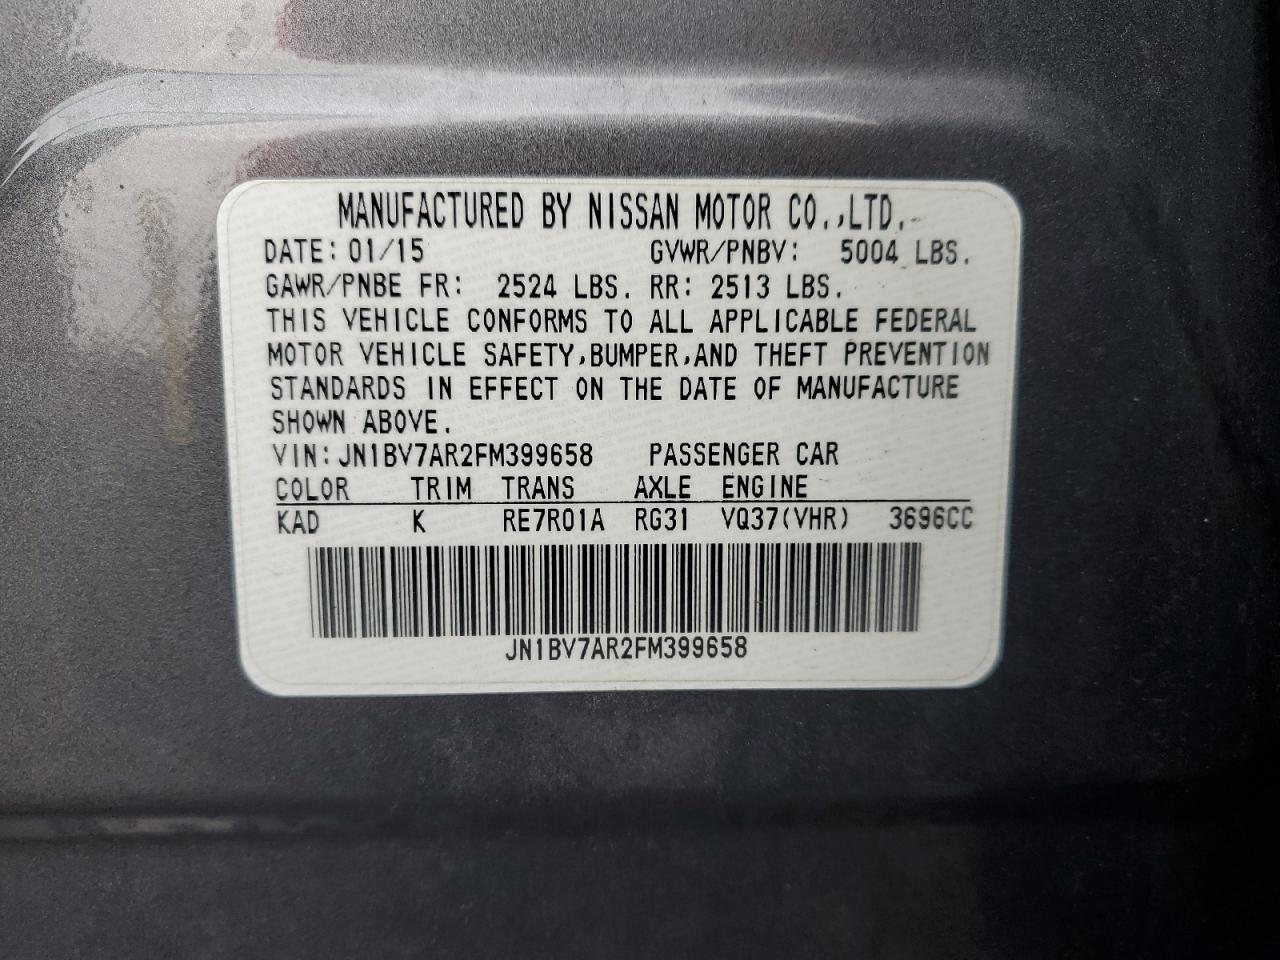 MANUFACTURED BY NISSAN MOTOR CO.,LTD.
DATE: 01/15 GVWR/PNBV: 5004 LBS.
GAWR/PNBE FR: 2524 LBS. RR: 2513 LBS.
THIS VEHICLE CONFORMS TO ALL APPLICABLE FEDERAL
MOTOR VEHICLE SAFETY,BUMPER,AND THEFT PREVENTION
STANDARDS IN EFFECT ON THE DATE OF MANUFACTURE
SHOWN ABOVE.
VIN: JN1BV7AR2FM399658 PASSENGER CAR
COLOR TRIM TRANS AXLE ENGINE
KAD K RE7R01A RG31 VQ37(VHR) 3696CC
JN1BV7AR2FM399658